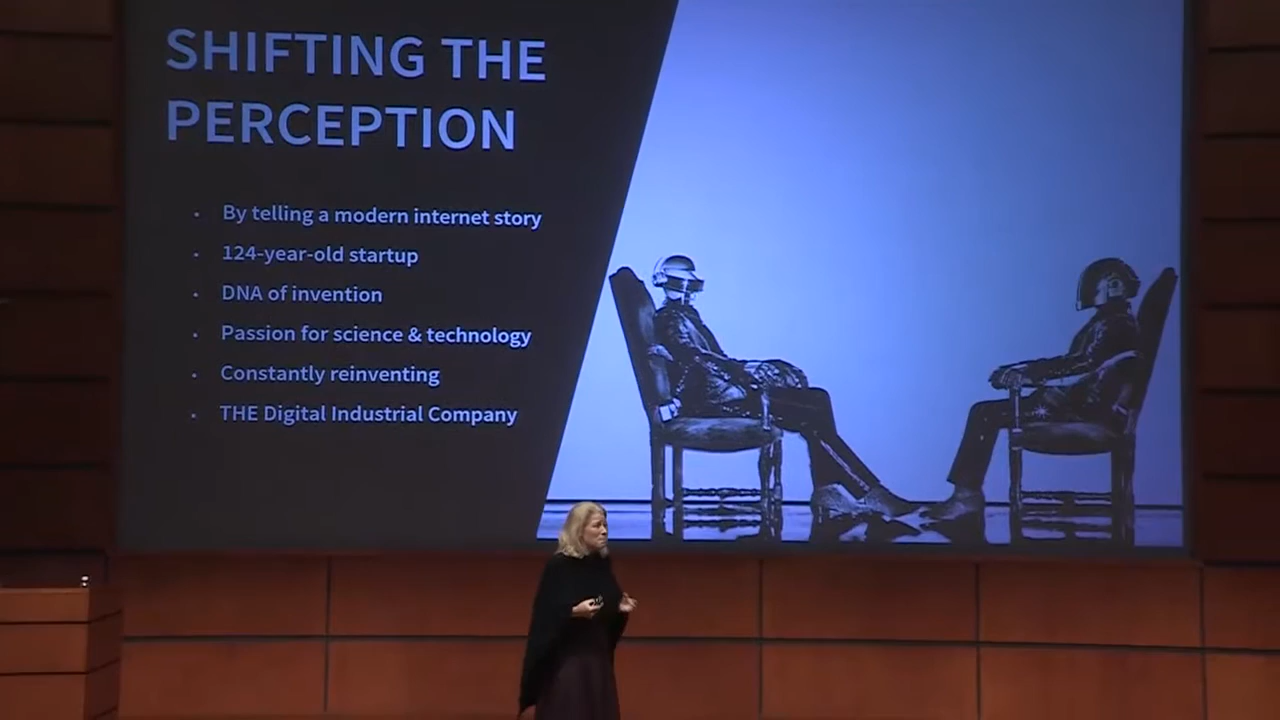 SHIFTING THE
PERCEPTION
• By telling a modern internet story
• 124-year-old startup
• DNA of invention
• Passion for science & technology
• Constantly reinventing
• THE Digital Industrial Company